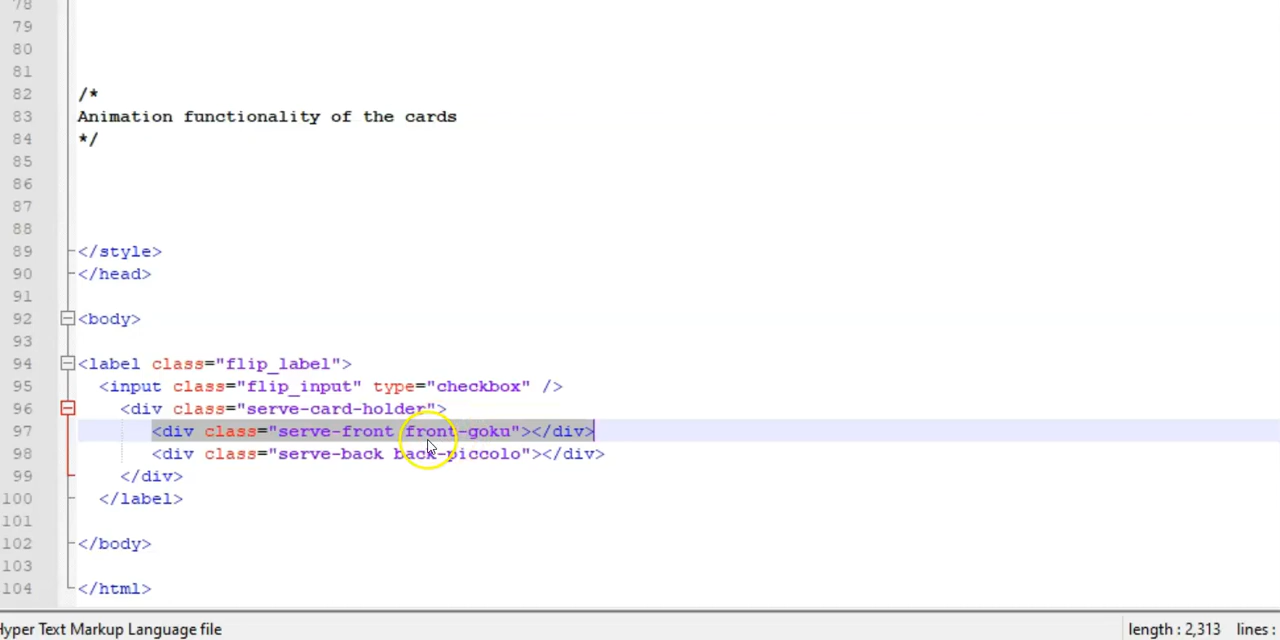 78
79
80
81
82 /*
83 Animation functionality of the cards
84 */
85
86
87
88
89 </style>
90 </head>
91
92 <body>
93
94 <label class="flip_label">
95 <input class="flip_input" type="checkbox" />
96 <div class="serve-card-holder">
97 <div class="serve-front front-goku"></div>
98 <div class="serve-back back-piccolo"></div>
99 </div>
100 </label>
101
102 </body>
103
104 </html>
Hyper Text Markup Language file length : 2,313 lines :